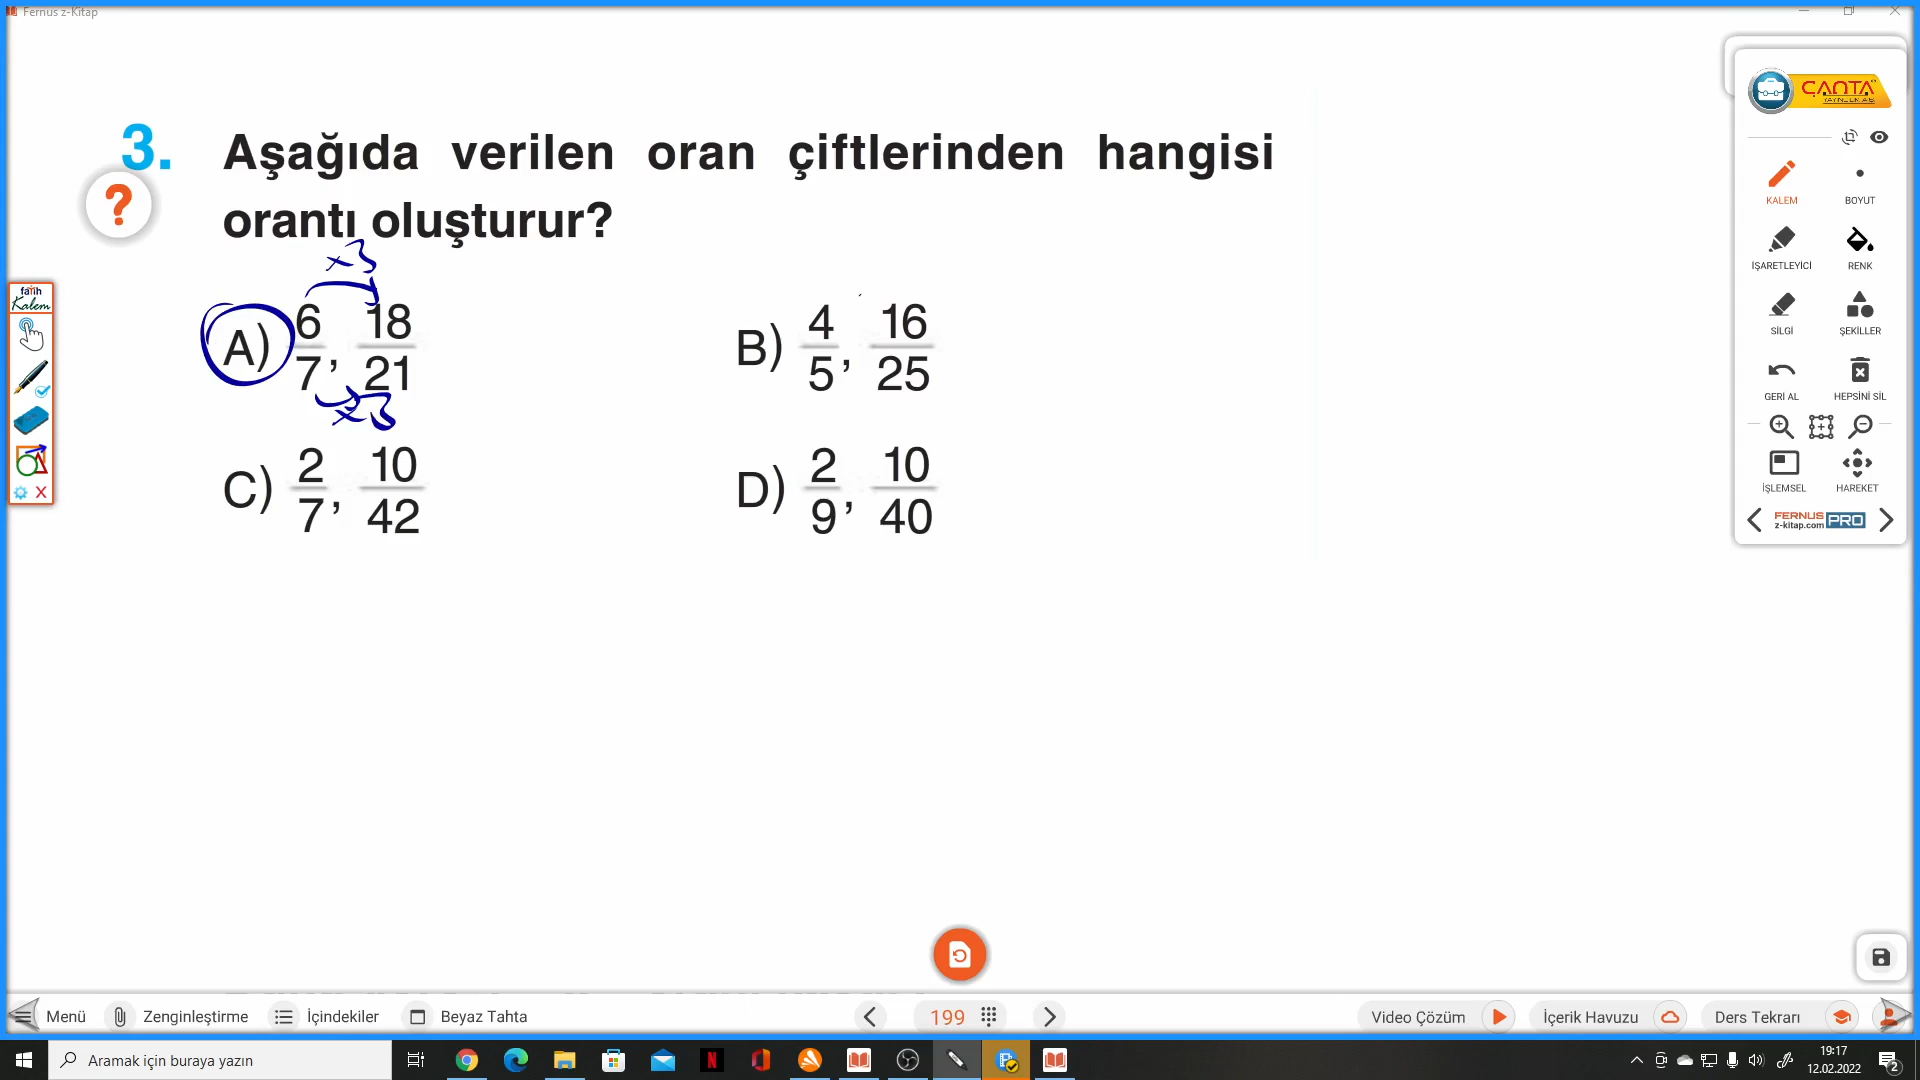 Fernus z-Kitap
3. Aşağıda verilen oran çiftlerinden hangisi
orantı oluşturur?
?
x3
A) 6/7, 18/21
x3
B) 4/5, 16/25
C) 2/7, 10/42
D) 2/9, 10/40
fatih
Kalem
ÇANTA
YAYINLARI
KALEM
BOYUT
İŞARETLEYİCİ
RENK
SİLGİ
ŞEKİLLER
GERİ AL
HEPSİNİ SİL
İŞLEMSEL
HAREKET
FERNUS
z-kitap.com PRO
Menü
Zenginleştirme
İçindekiler
Beyaz Tahta
199
Video Çözüm
İçerik Havuzu
Ders Tekrarı
Aramak için buraya yazın
19:17
12.02.2022
2